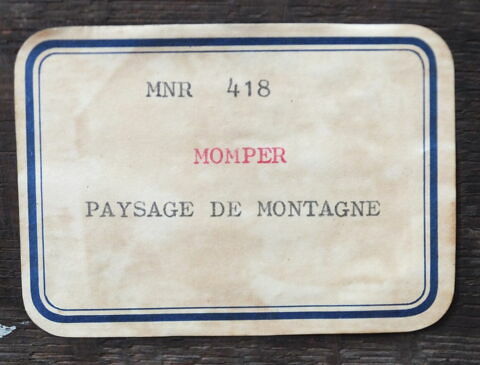 MNR 418
MOMPER
PAYSAGE DE MONTAGNE